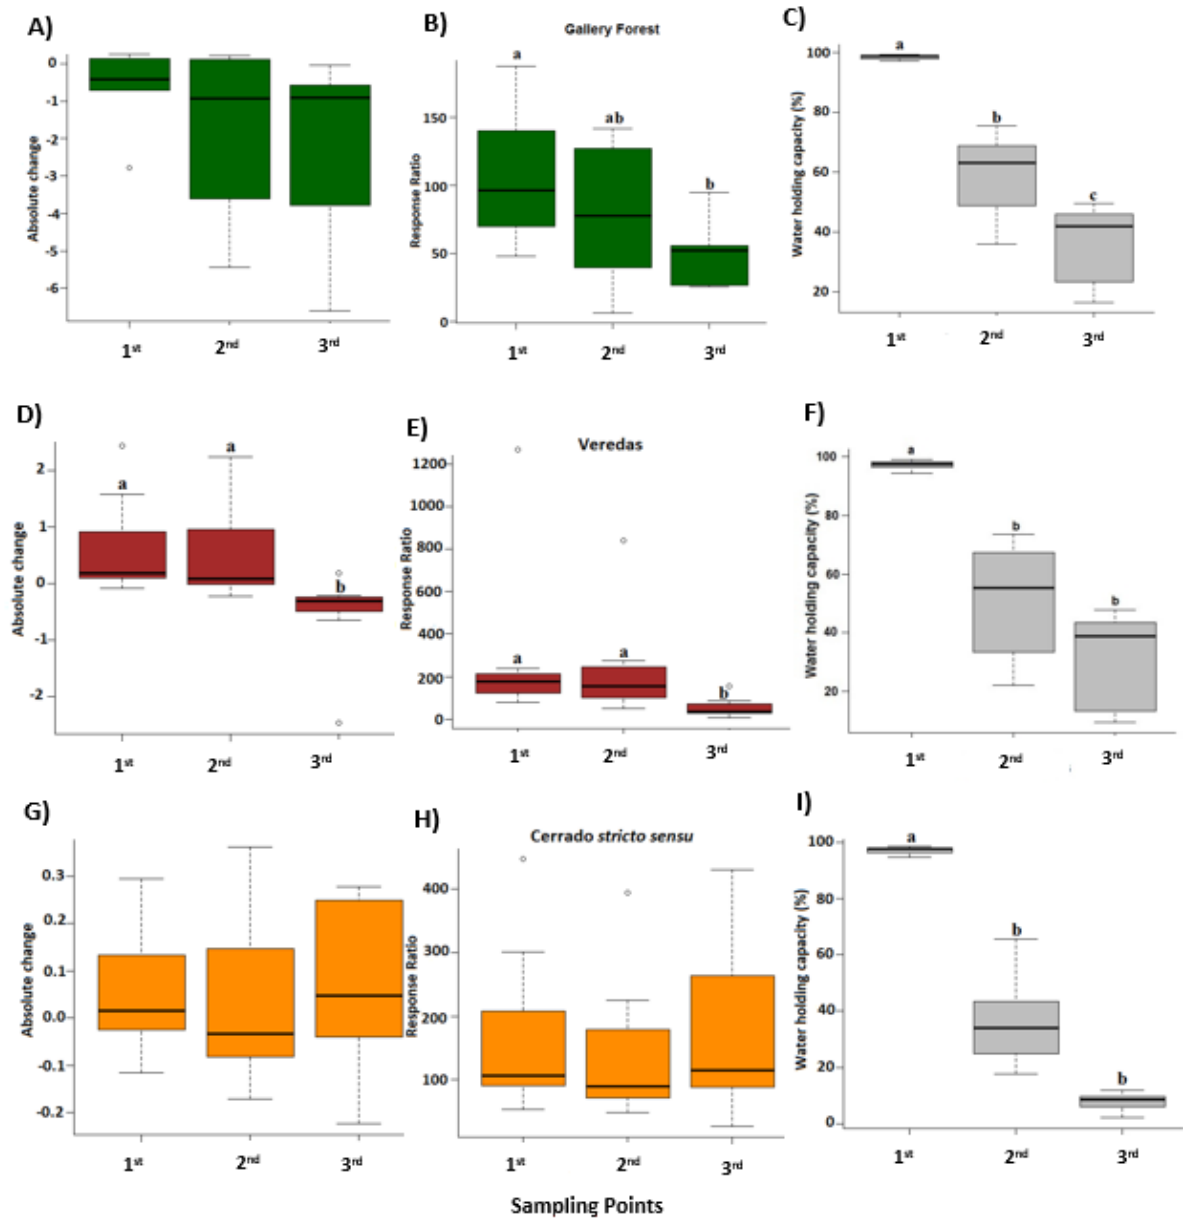 A)
0
-1
-2
-3
-4
-5
-6
Absolute change
1st
2nd
3rd
B)
Gallery Forest
150
100
50
0
Response Ratio
a
ab
b
1st
2nd
3rd
C)
100
80
60
40
20
Water holding capacity (%)
a
b
c
1st
2nd
3rd
D)
2
1
0
-1
-2
Absolute change
a
a
b
1st
2nd
3rd
E)
Veredas
1200
1000
800
600
400
200
0
Response Ratio
a
a
b
1st
2nd
3rd
F)
100
80
60
40
20
Water holding capacity (%)
a
b
b
1st
2nd
3rd
G)
0.3
0.2
0.1
0.0
-0.1
-0.2
Absolute change
1st
2nd
3rd
H)
Cerrado stricto sensu
400
300
200
100
Response Ratio
1st
2nd
3rd
I)
100
80
60
40
20
0
Water holding capacity (%)
a
b
b
1st
2nd
3rd
Sampling Points